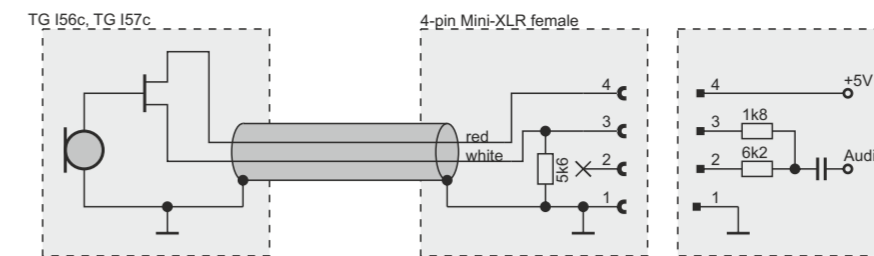 TG I56c, TG I57c
4-pin Mini-XLR female
4
3
2
1
red
white
5k6
4
3
2
1
1k8
6k2
+5V
Audi